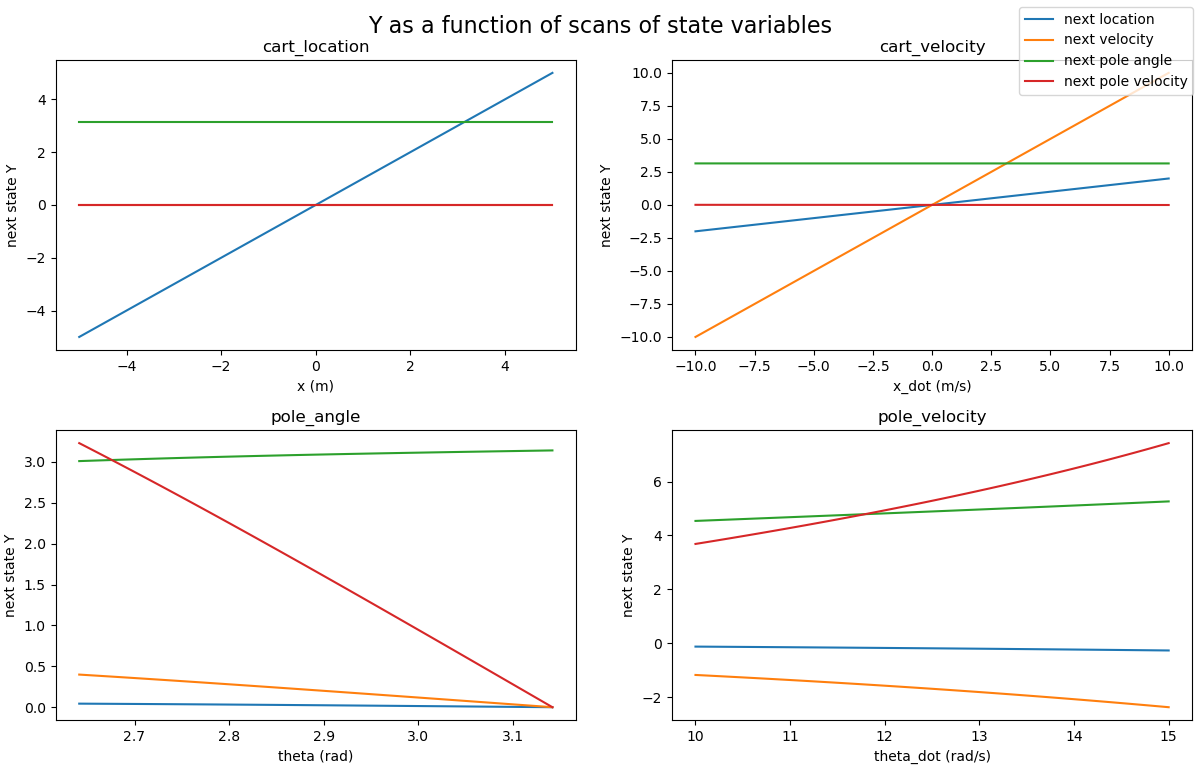 Y as a function of scans of state variables
next location
next velocity
next pole angle
next pole velocity
cart_location
next state Y
4
2
0
−2
−4
−4 −2 0 2 4
x (m)
cart_velocity
next state Y
10.0
7.5
5.0
2.5
0.0
−2.5
−5.0
−7.5
−10.0
−10.0 −7.5 −5.0 −2.5 0.0 2.5 5.0 7.5 10.0
x_dot (m/s)
pole_angle
next state Y
3.0
2.5
2.0
1.5
1.0
0.5
0.0
2.7 2.8 2.9 3.0 3.1
theta (rad)
pole_velocity
next state Y
6
4
2
0
−2
10 11 12 13 14 15
theta_dot (rad/s)